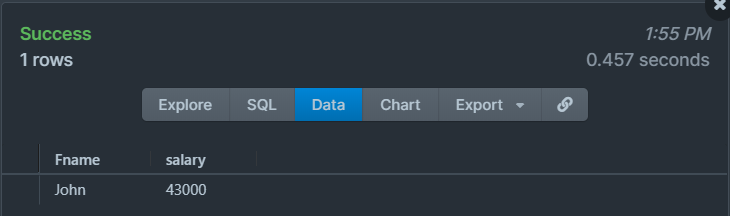 Success 1:55 PM
1 rows 0.457 seconds
Explore SQL Data Chart Export
Fname salary
John 43000